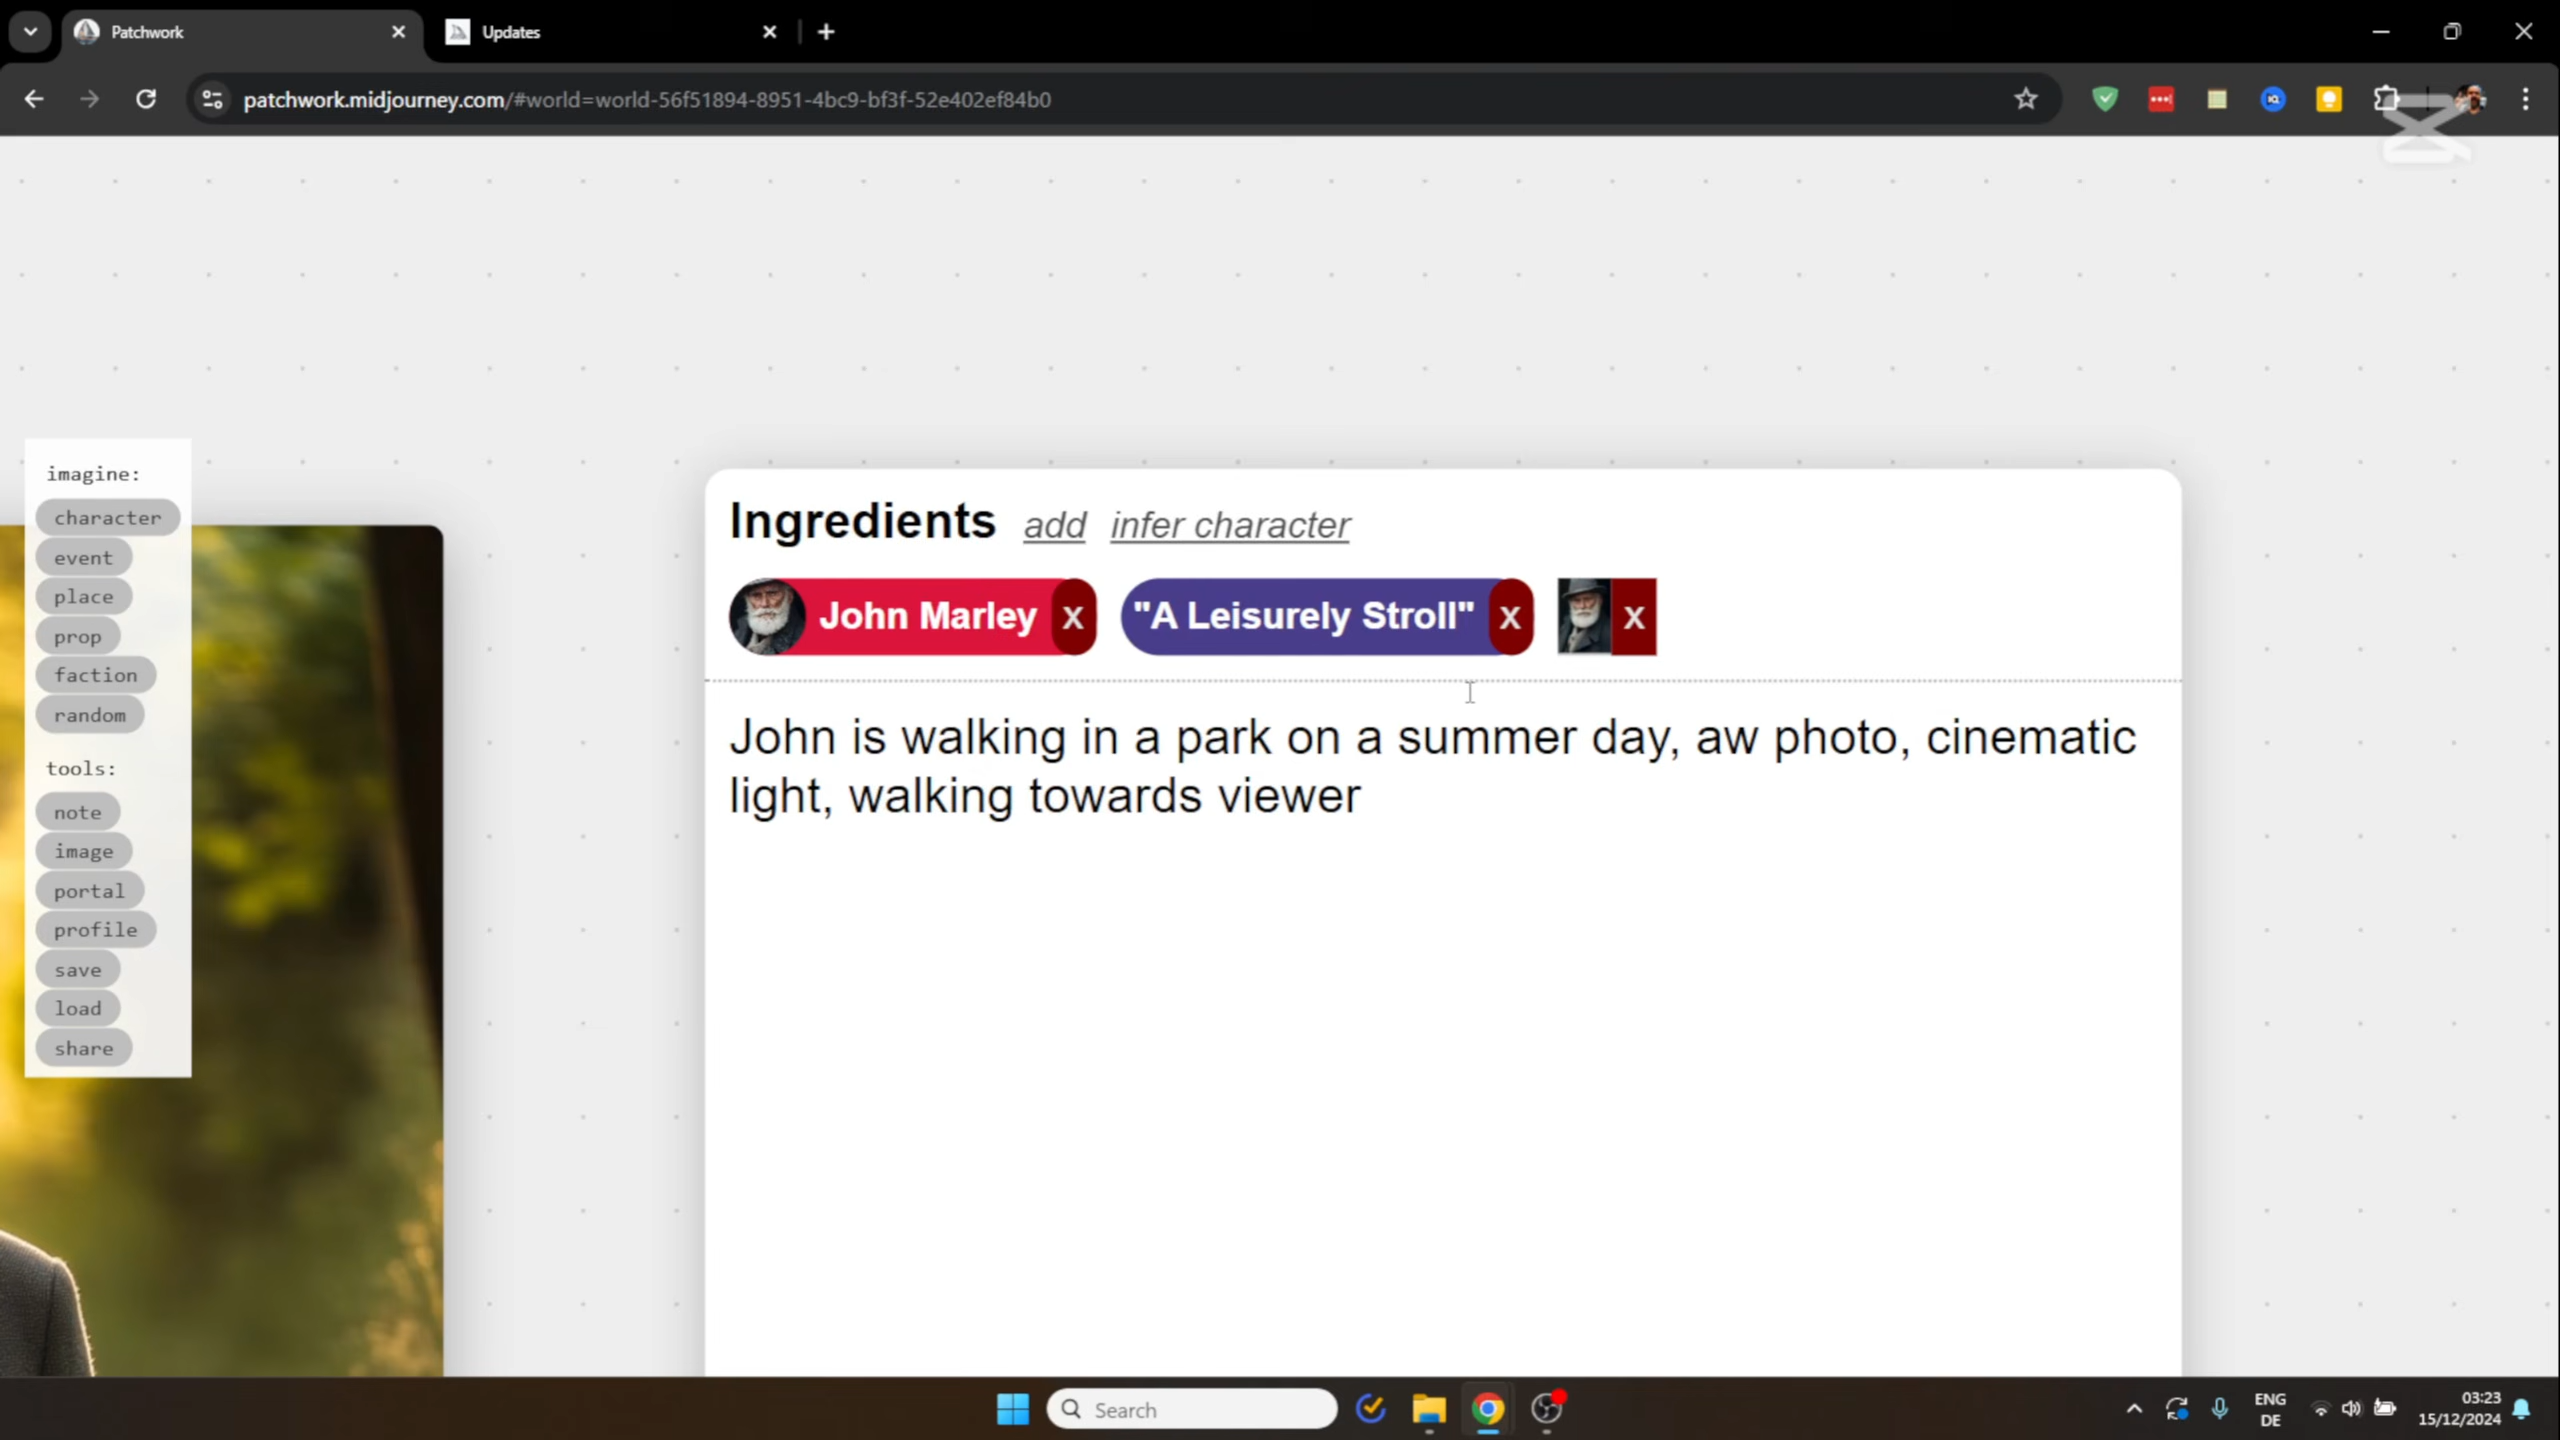 Patchwork
Updates
patchwork.midjourney.com/#world=world-56f51894-8951-4bc9-bf3f-52e402ef84b0
imagine:
character
event
place
prop
faction
random
tools:
note
image
portal
profile
save
load
share
Ingredients add infer character
John Marley X "A Leisurely Stroll" X X
John is walking in a park on a summer day, aw photo, cinematic
light, walking towards viewer
Search
ENG
DE
03:23
15/12/2024